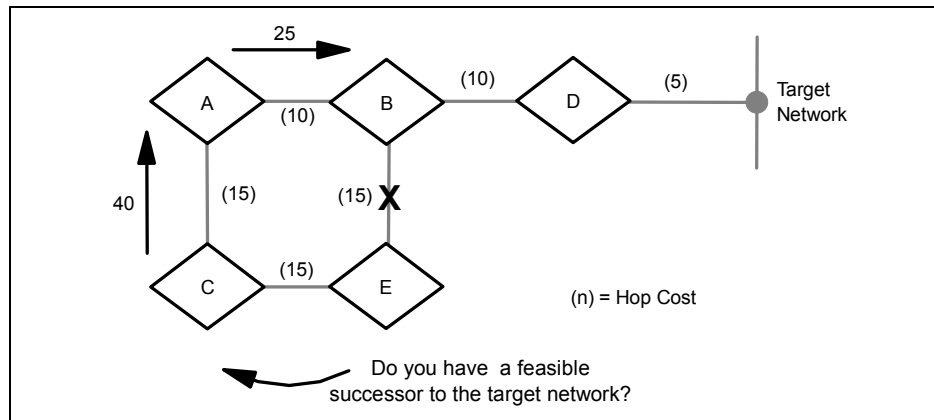 25
A
(10)
B
(10)
D
(5)
Target
Network
40
(15)
(15)
X
C
(15)
E
(n) = Hop Cost
Do you have a feasible
successor to the target network?